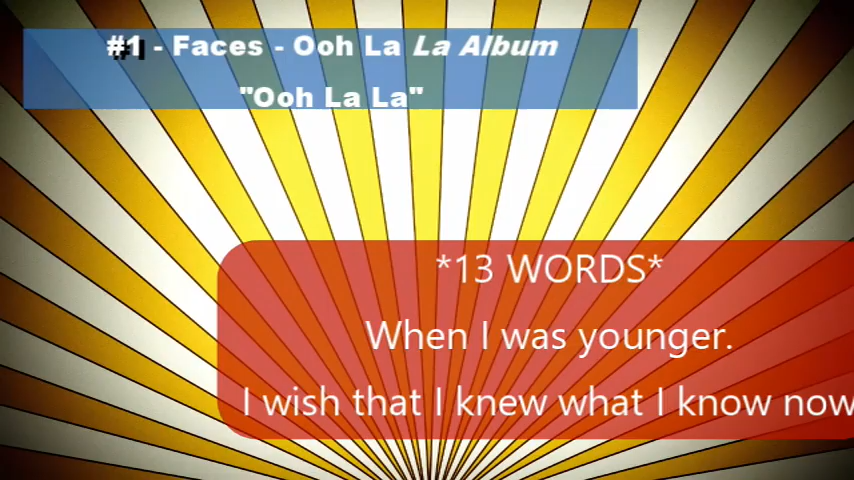 #1 - Faces - Ooh La La Album
"Ooh La La"
*13 WORDS*
When I was younger.
I wish that I knew what I know now